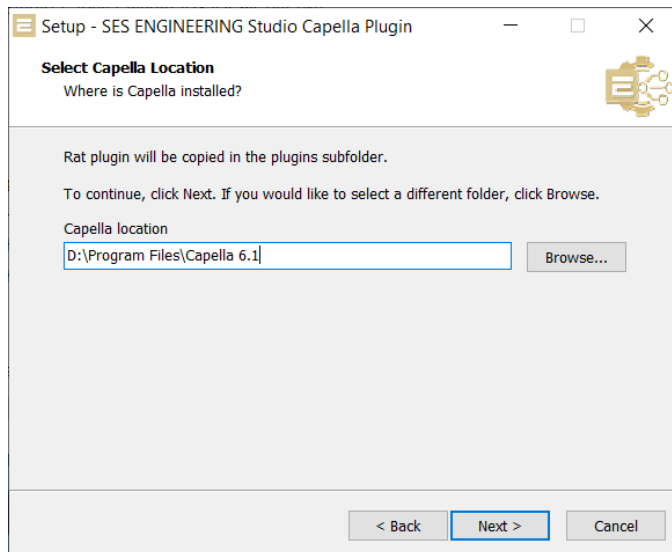 Setup - SES ENGINEERING Studio Capella Plugin
Select Capella Location
Where is Capella installed?
Rat plugin will be copied in the plugins subfolder.
To continue, click Next. If you would like to select a different folder, click Browse.
Capella location
D:\Program Files\Capella 6.1
Browse...
< Back
Next >
Cancel